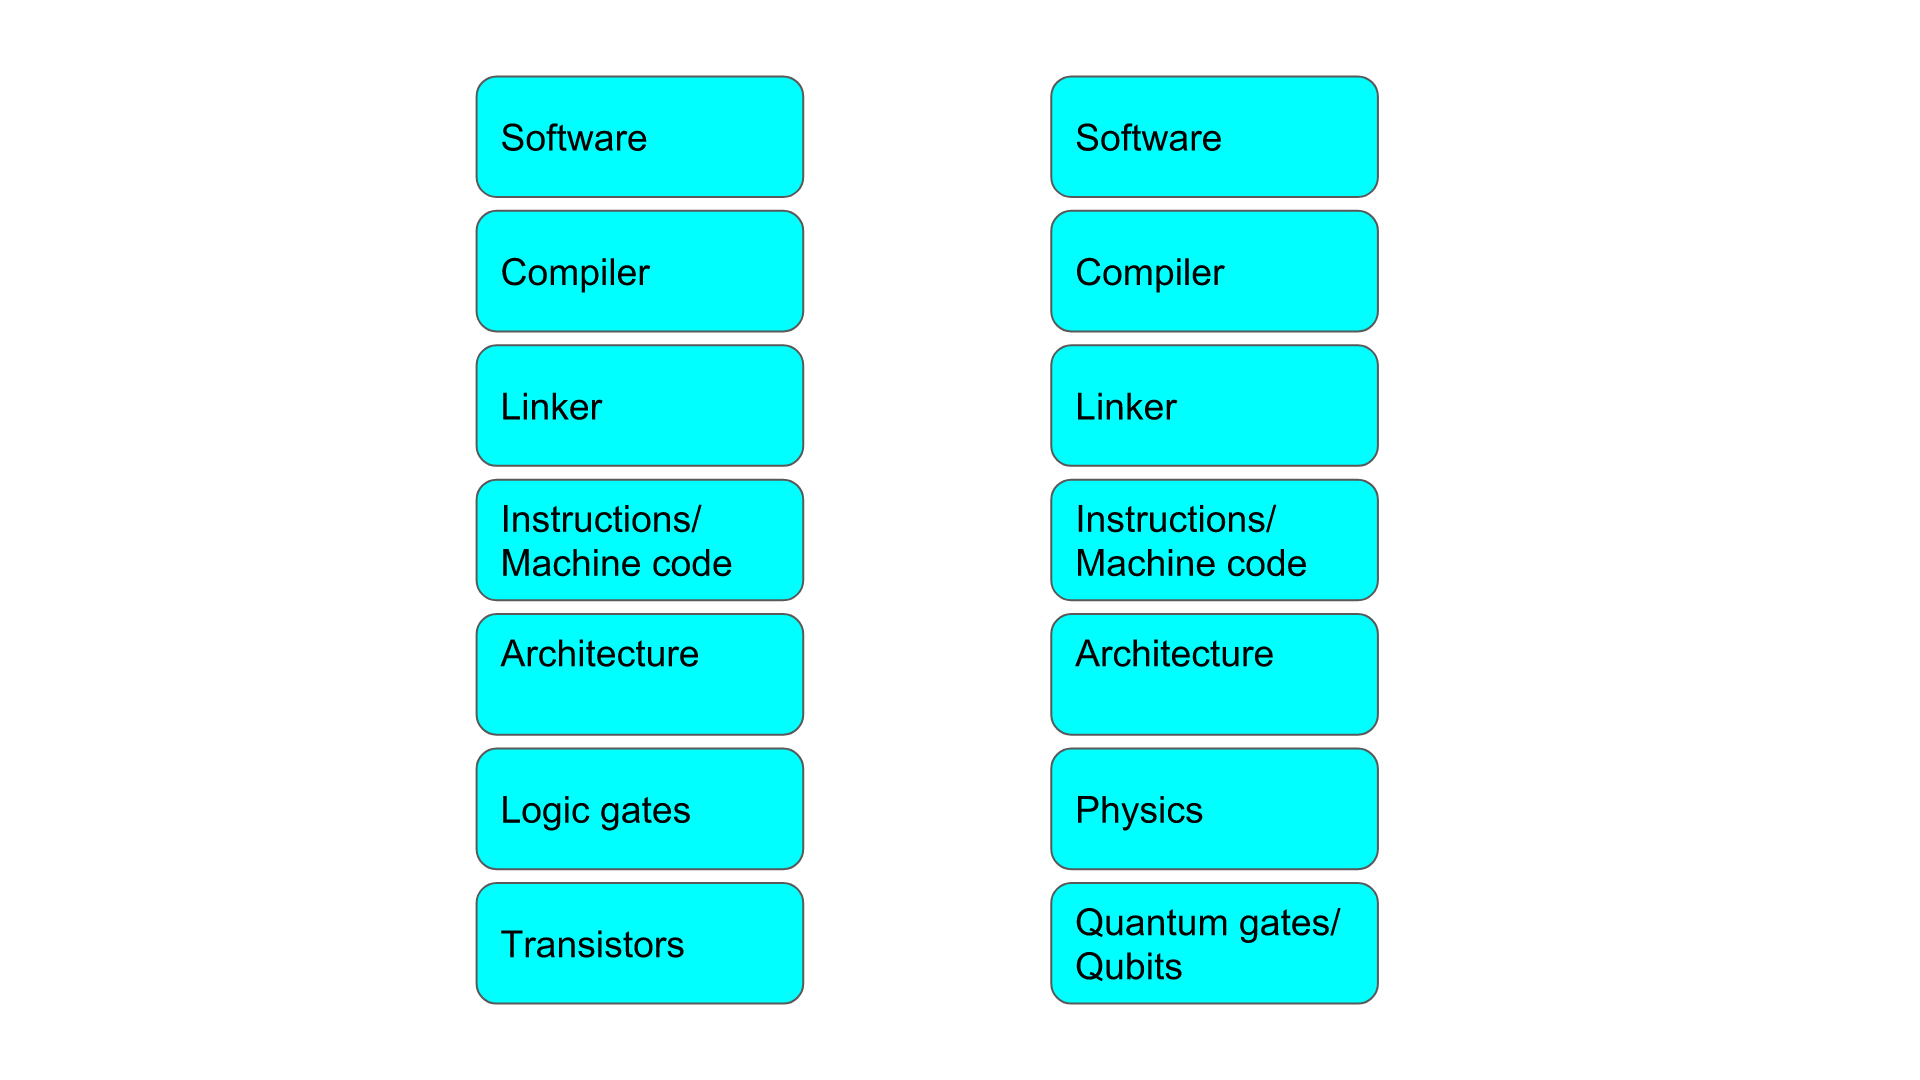 Software
Compiler
Linker
Instructions/
Machine code
Architecture
Logic gates
Transistors
Software
Compiler
Linker
Instructions/
Machine code
Architecture
Physics
Quantum gates/
Qubits